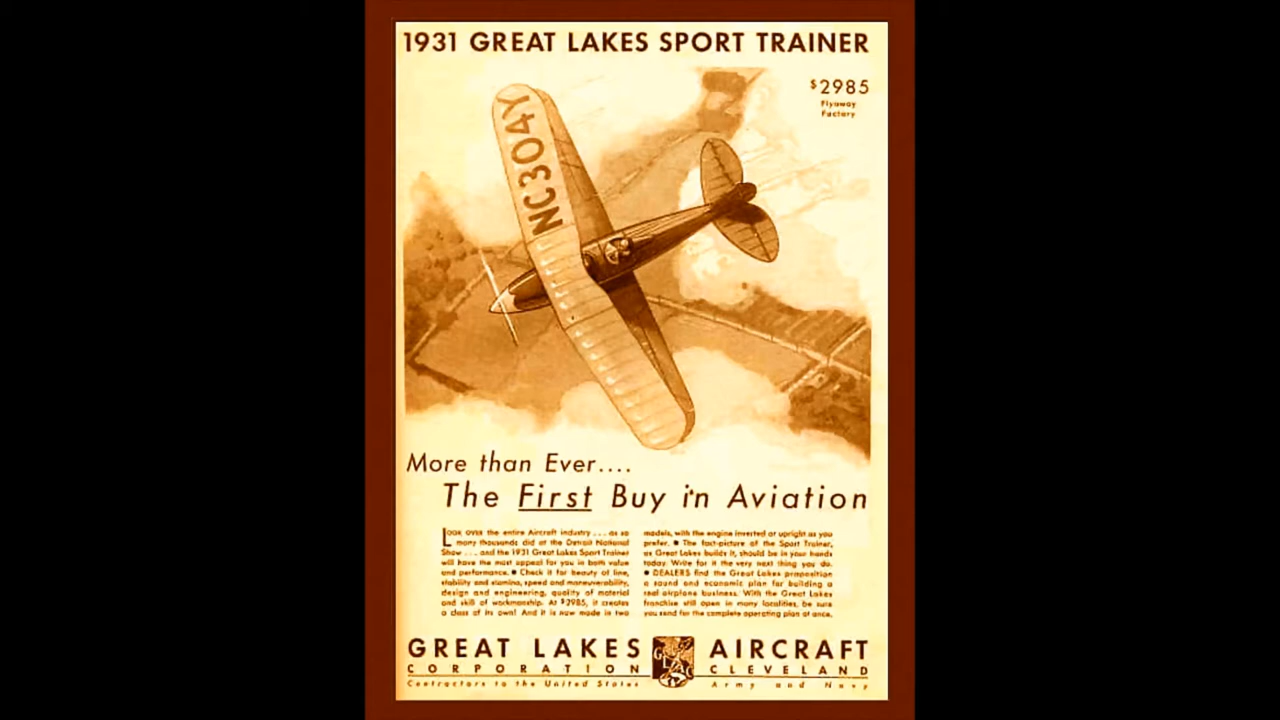 1931 GREAT LAKES SPORT TRAINER
$2985
Flyaway
Factory
NC304Y
More than Ever....
The First Buy in Aviation
LOOK OVER the entire Aircraft industry . . . as so
many thousands did at the Detroit National
Show . . . and the 1931 Great Lakes Sport Trainer
will have the most appeal for you in both value
and performance. • Check it for beauty of line,
stability and stamina, speed and maneuverability,
design and engineering, quality of material
and skill of workmanship. At $2985, it creates
a class of its own! And it is now made in two
models, with the engine inverted or upright as you
prefer. • The fact-picture of the Sport Trainer,
as Great Lakes builds it, should be in your hands
today. Write for it the very next thing you do.
• DEALERS find the Great Lakes proposition
a sound and economic plan for building a
real airplane business. With the Great Lakes
franchise still open in many localities, be sure
you send for the complete operating plan at once.
GREAT LAKES AIRCRAFT
CORPORATION CLEVELAND
Contractors to the United States Army and Navy
GLAC